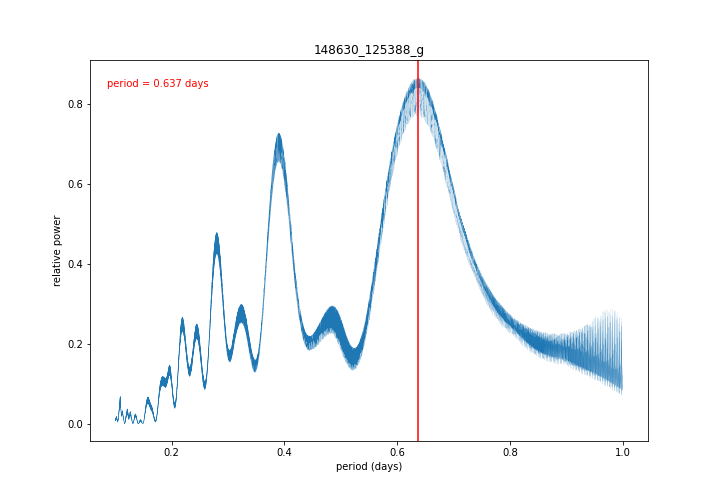 148630_125388_g
period = 0.637 days
relative power
0.8
0.6
0.4
0.2
0.0
0.2 0.4 0.6 0.8 1.0
period (days)